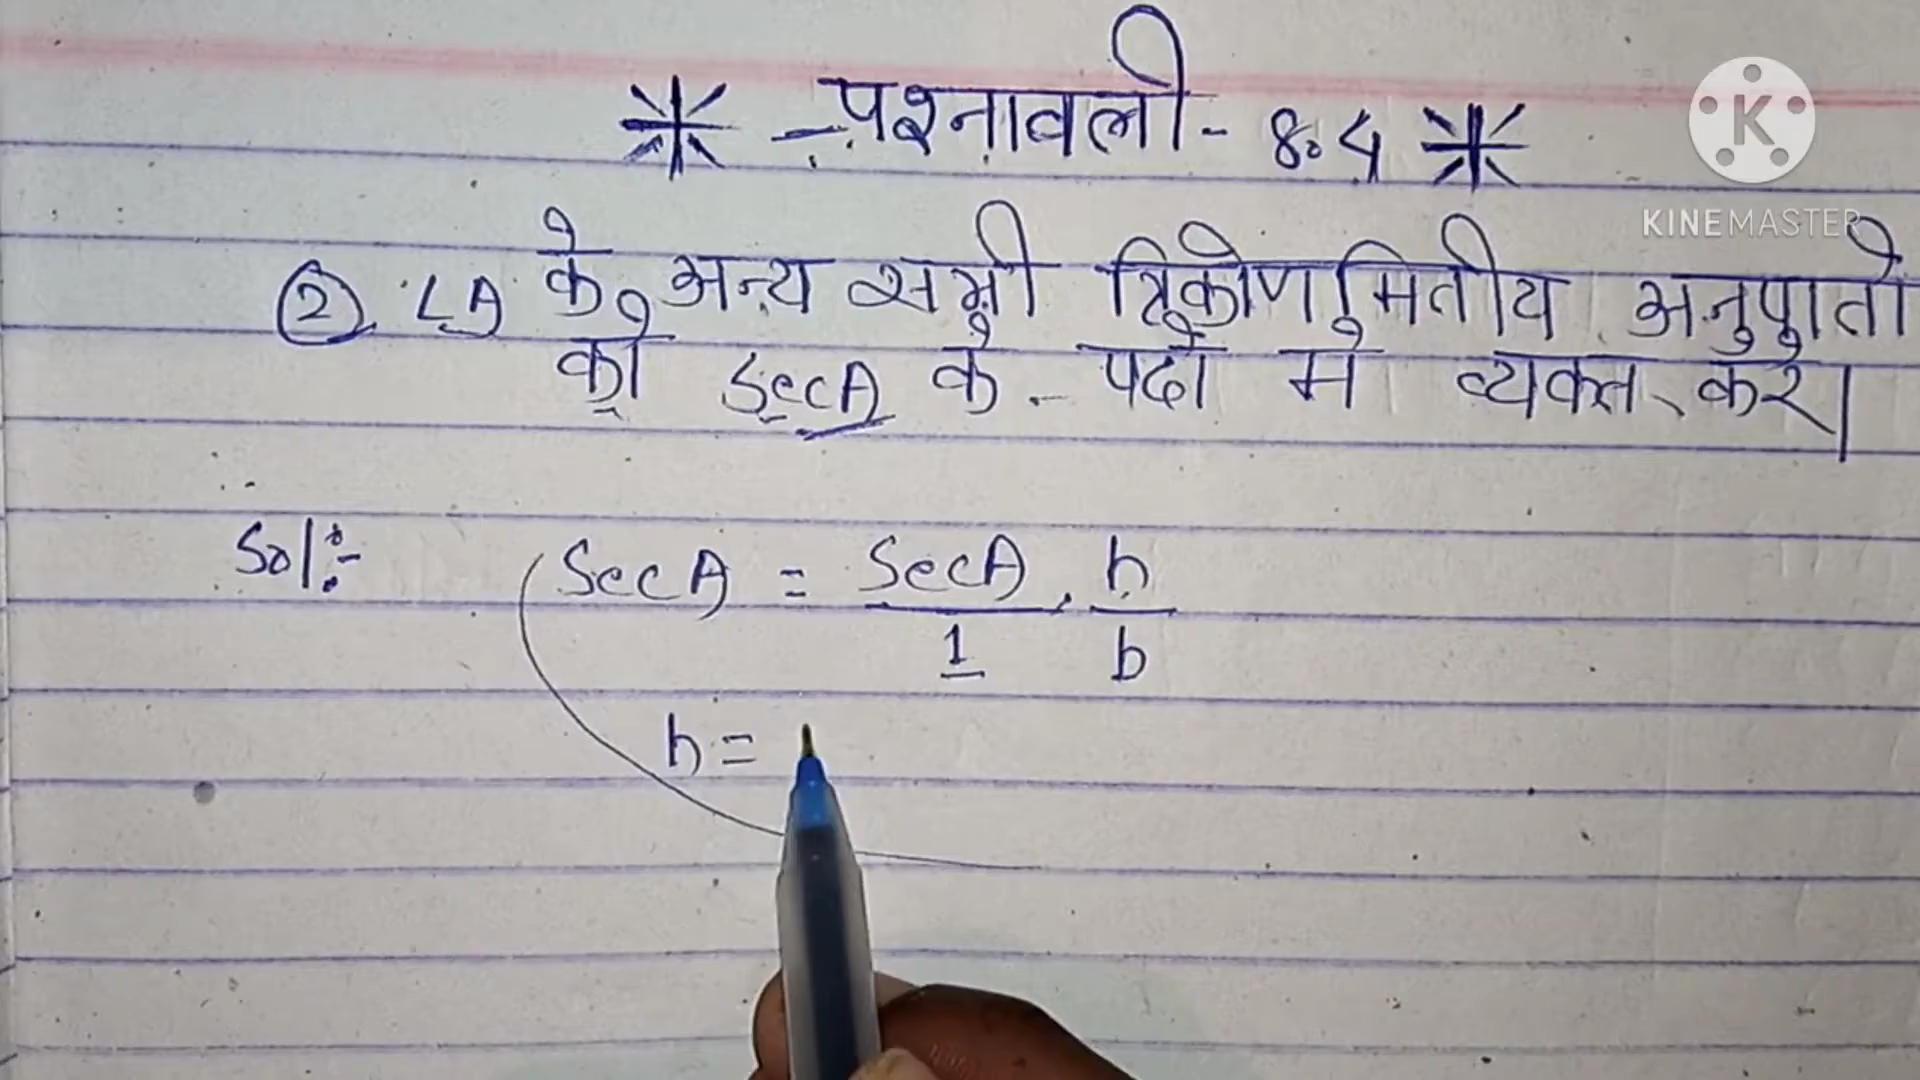 प्रश्नावली - 8.4
K
KINEMASTER
② ∠A के अन्य सभी त्रिकोणमितीय अनुपातो
को SecA के पदों में व्यक्त करें।
Sol:- SecA = SecA/1 . h/b
h =